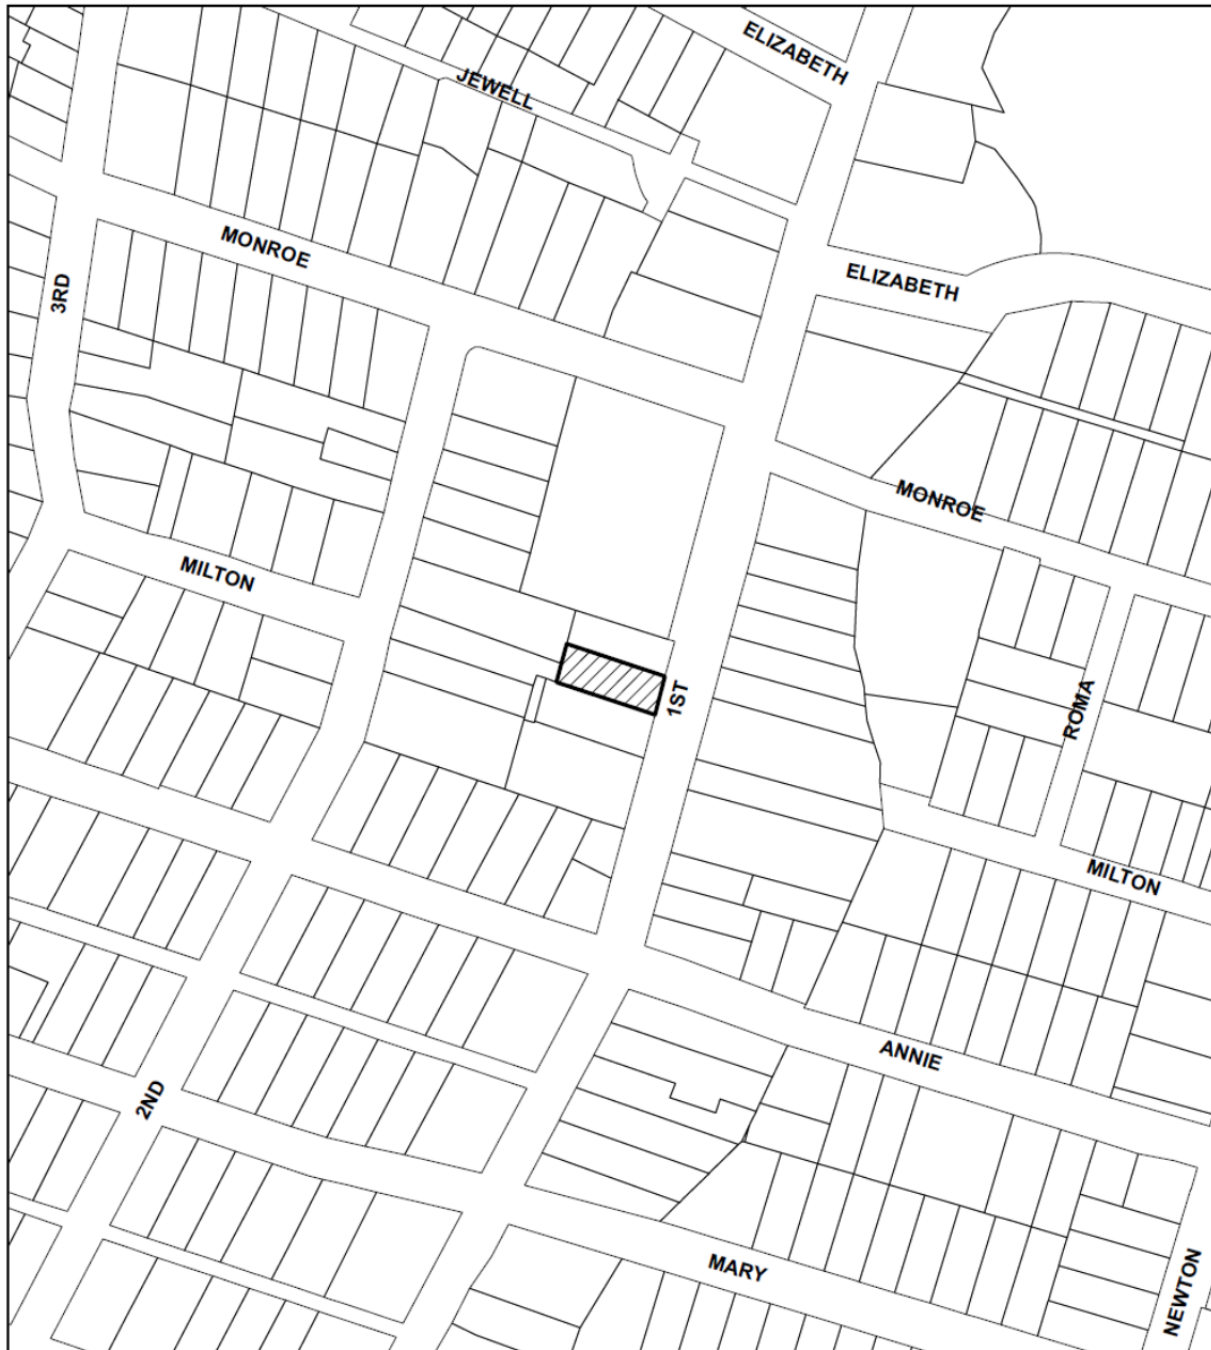 ELIZABETH
JEWELL
MONROE
ELIZABETH
3RD
MONROE
MILTON
1ST
ROMA
MILTON
ANNIE
2ND
MARY
NEWTON